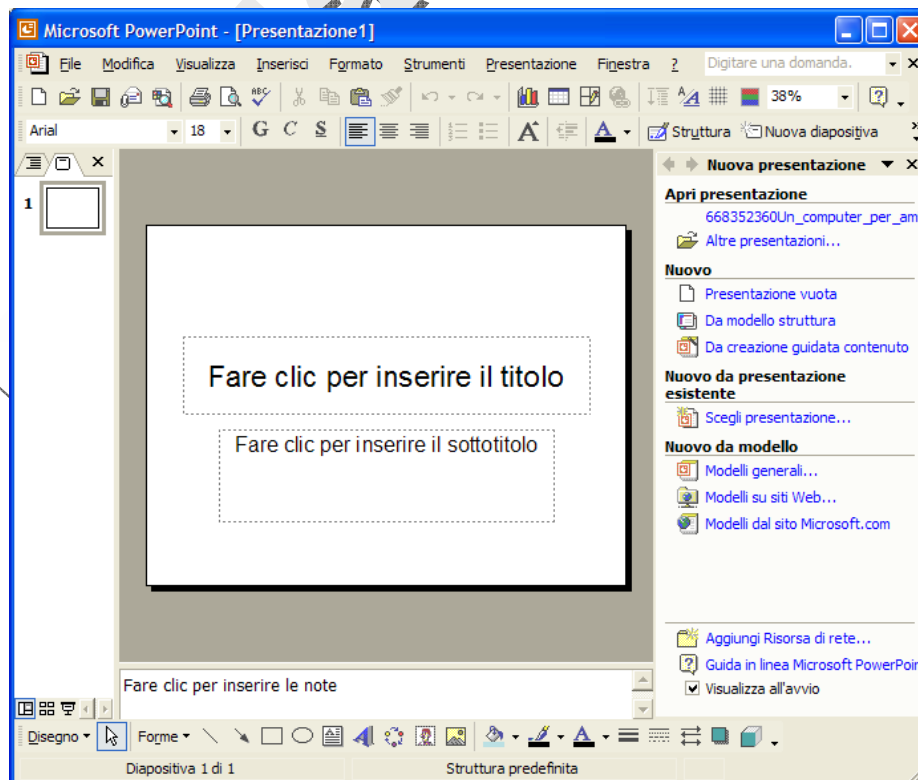 Microsoft PowerPoint - [Presentazione1]
File Modifica Visualizza Inserisci Formato Strumenti Presentazione Finestra ? Digitare una domanda.
ABC 38%
Arial 18 G C S Struttura Nuova diapositiva
Nuova presentazione
1
Apri presentazione
668352360Un_computer_per_am
Altre presentazioni...
Nuovo
Presentazione vuota
Da modello struttura
Da creazione guidata contenuto
Nuovo da presentazione
esistente
Scegli presentazione...
Nuovo da modello
Modelli generali...
Modelli su siti Web...
Modelli dal sito Microsoft.com
Fare clic per inserire il titolo
Fare clic per inserire il sottotitolo
Aggiungi Risorsa di rete...
Guida in linea Microsoft PowerPoin
Visualizza all'avvio
Fare clic per inserire le note
Disegno Forme
Diapositiva 1 di 1 Struttura predefinita